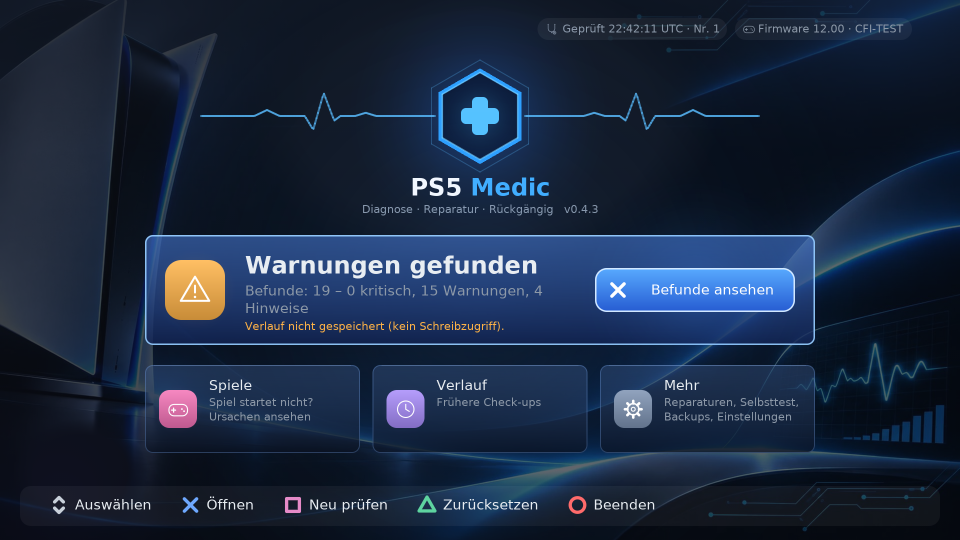 Geprüft 22:42:11 UTC · Nr. 1
Firmware 12.00 · CFI-TEST
PS5 Medic
Diagnose · Reparatur · Rückgängig v0.4.3
Warnungen gefunden
Befunde: 19 – 0 kritisch, 15 Warnungen, 4
Hinweise
Verlauf nicht gespeichert (kein Schreibzugriff).
Befunde ansehen
Spiele
Spiel startet nicht?
Ursachen ansehen
Verlauf
Frühere Check-ups
Mehr
Reparaturen, Selbsttest,
Backups, Einstellungen
Auswählen
Öffnen
Neu prüfen
Zurücksetzen
Beenden